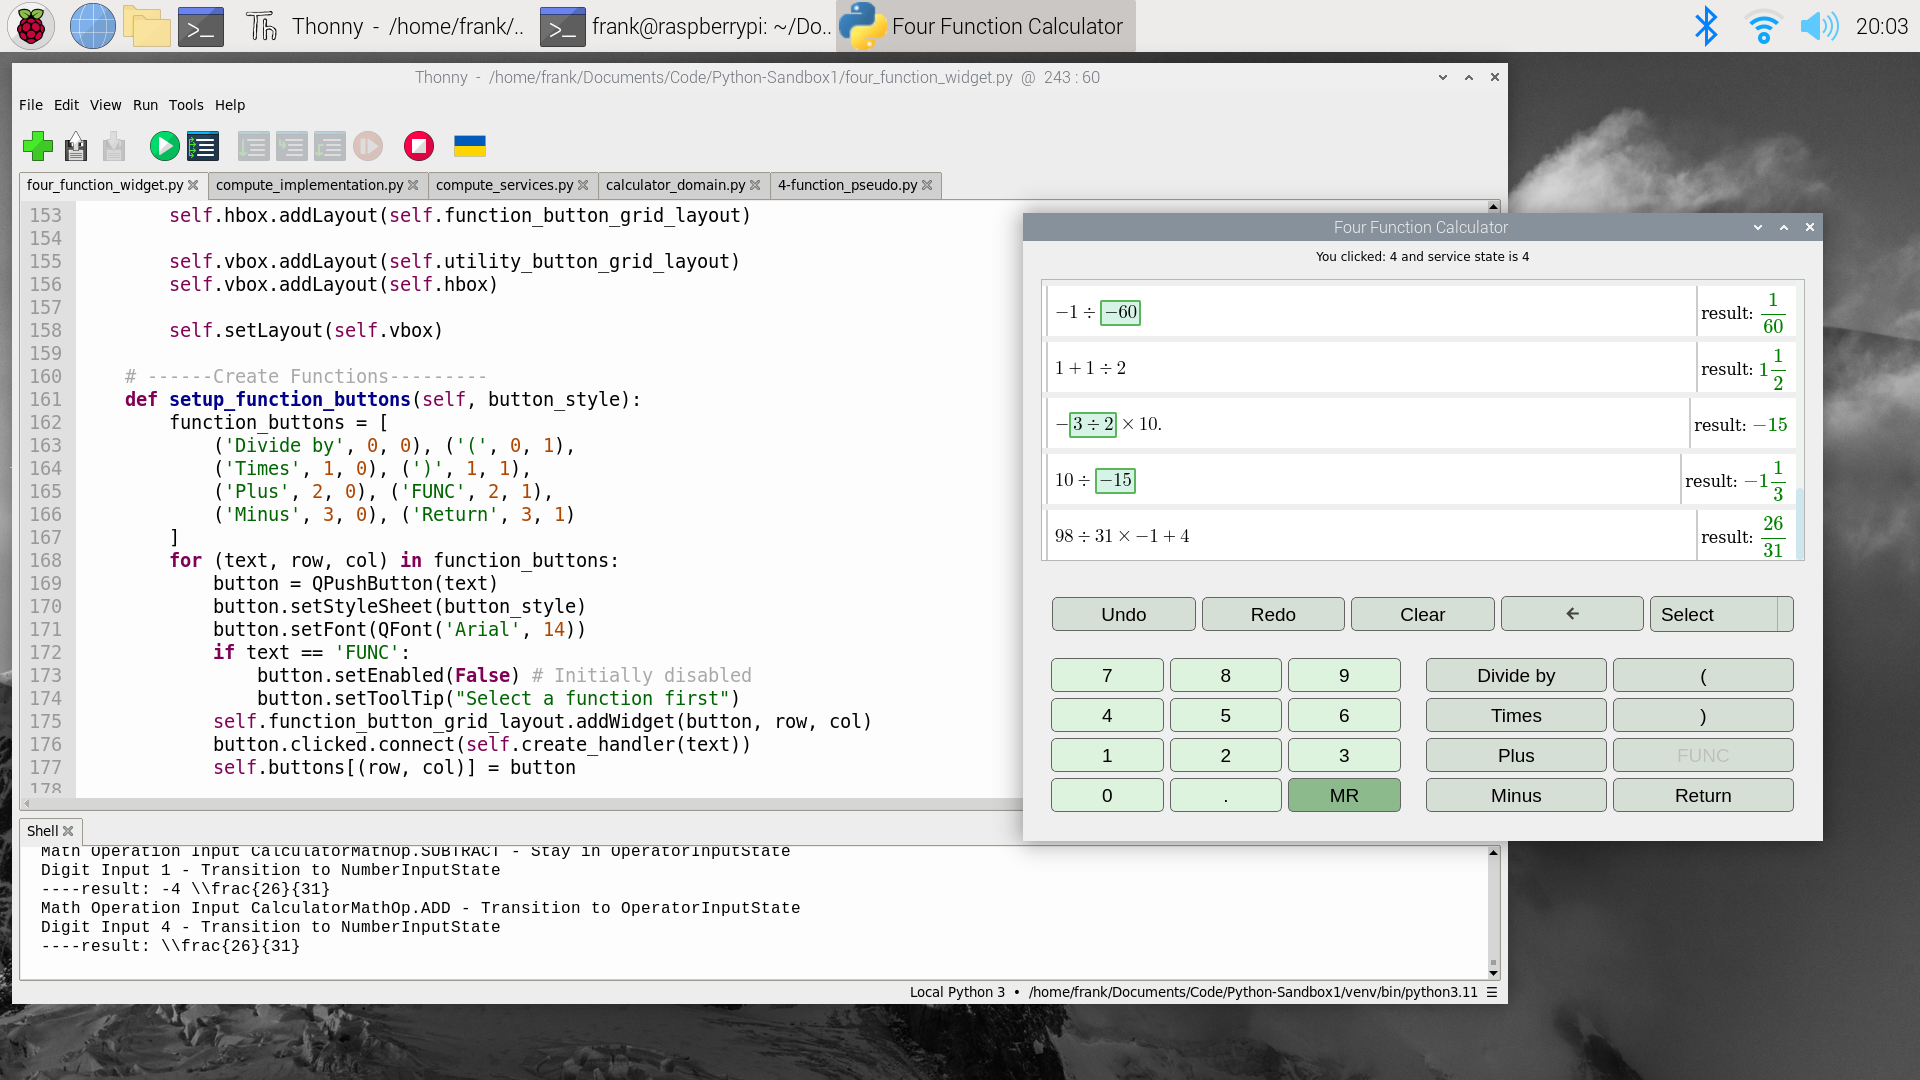 Thonny - /home/frank/..
frank@raspberrypi: ~/Do..
Four Function Calculator
20:03
Thonny - /home/frank/Documents/Code/Python-Sandbox1/four_function_widget.py @ 243 : 60
File Edit View Run Tools Help
four_function_widget.py
compute_implementation.py
compute_services.py
calculator_domain.py
4-function_pseudo.py
153 self.hbox.addLayout(self.function_button_grid_layout)
154
155 self.vbox.addLayout(self.utility_button_grid_layout)
156 self.vbox.addLayout(self.hbox)
157
158 self.setLayout(self.vbox)
159
160 # ------Create Functions---------
161 def setup_function_buttons(self, button_style):
162 function_buttons = [
163 ('Divide by', 0, 0), ('(', 0, 1),
164 ('Times', 1, 0), (')', 1, 1),
165 ('Plus', 2, 0), ('FUNC', 2, 1),
166 ('Minus', 3, 0), ('Return', 3, 1)
167 ]
168 for (text, row, col) in function_buttons:
169 button = QPushButton(text)
170 button.setStyleSheet(button_style)
171 button.setFont(QFont('Arial', 14))
172 if text == 'FUNC':
173 button.setEnabled(False) # Initially disabled
174 button.setToolTip("Select a function first")
175 self.function_button_grid_layout.addWidget(button, row, col)
176 button.clicked.connect(self.create_handler(text))
177 self.buttons[(row, col)] = button
178
Shell
Math Operation Input CalculatorMathOp.SUBTRACT - Stay in OperatorInputState
Digit Input 1 - Transition to NumberInputState
----result: -4 \\frac{26}{31}
Math Operation Input CalculatorMathOp.ADD - Transition to OperatorInputState
Digit Input 4 - Transition to NumberInputState
----result: \\frac{26}{31}
Local Python 3 • /home/frank/Documents/Code/Python-Sandbox1/venv/bin/python3.11 ☰
Four Function Calculator
You clicked: 4 and service state is 4
−1 ÷ −60 result: 1/60
1 + 1 ÷ 2 result: 1 1/2
−3 ÷ 2 × 10. result: −15
10 ÷ −15 result: −1 1/3
98 ÷ 31 × −1 + 4 result: 26/31
Undo Redo Clear ← Select
7 8 9 Divide by (
4 5 6 Times )
1 2 3 Plus FUNC
0 . MR Minus Return